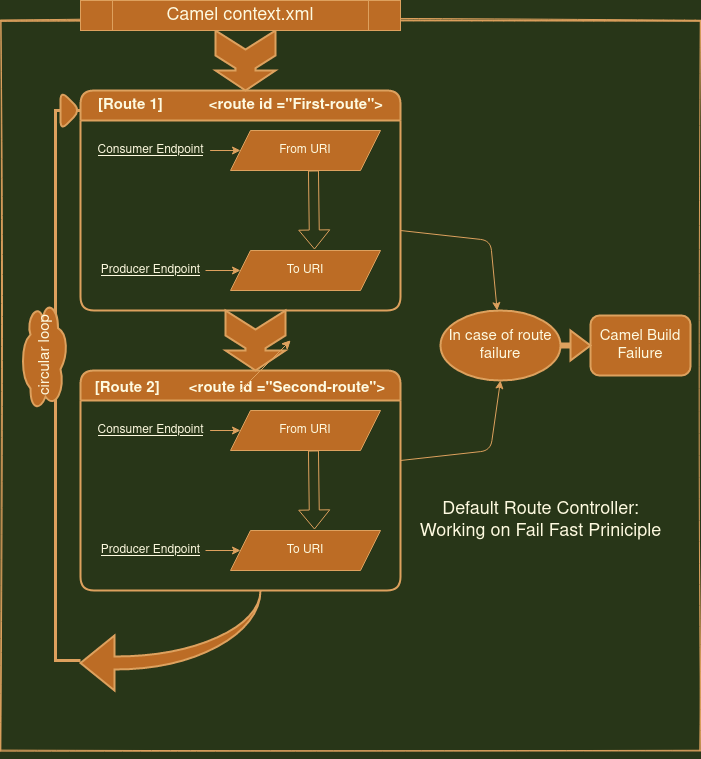 Camel context.xml
[Route 1] <route id ="First-route">
Consumer Endpoint
From URI
Producer Endpoint
To URI
In case of route
failure
Camel Build
Failure
circular loop
[Route 2] <route id ="Second-route">
Consumer Endpoint
From URI
Producer Endpoint
To URI
Default Route Controller:
Working on Fail Fast Priniciple